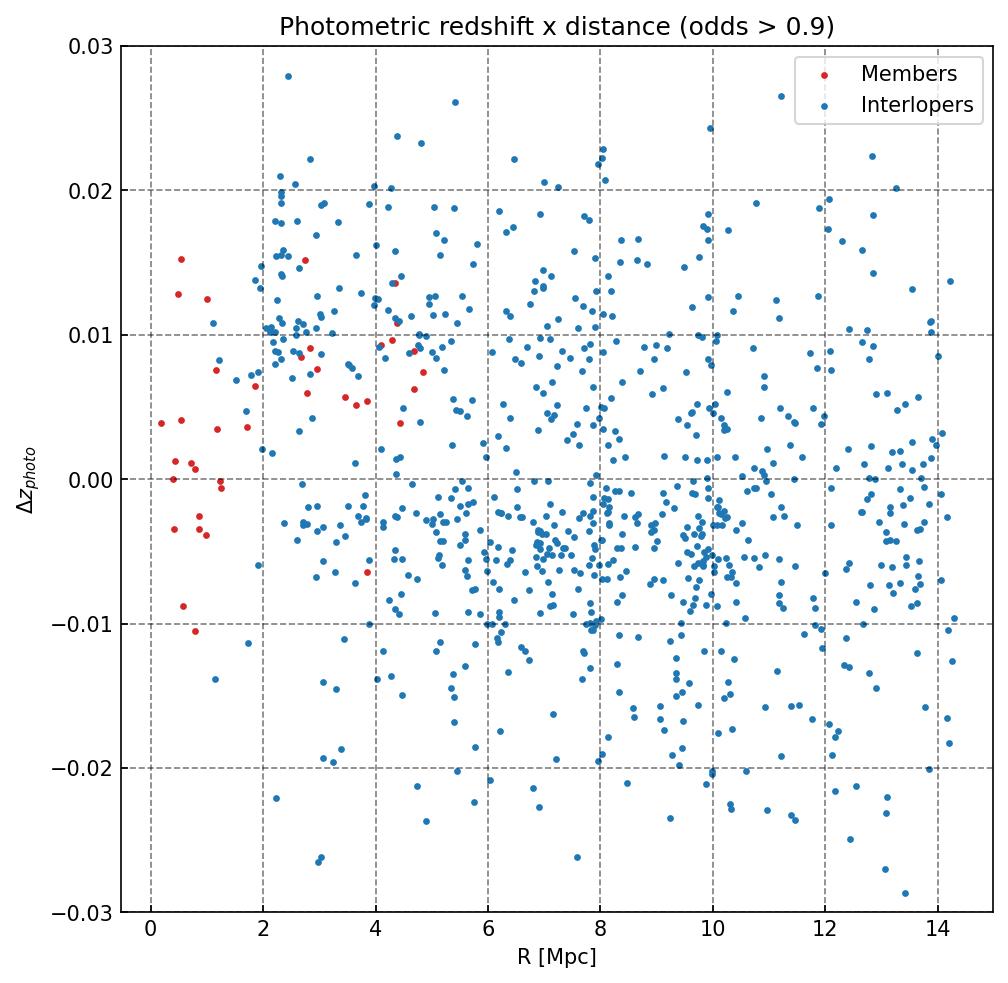 Photometric redshift x distance (odds > 0.9)
Members
Interlopers
0.03
0.02
0.01
0.00
−0.01
−0.02
−0.03
Δz_photo
0 2 4 6 8 10 12 14
R [Mpc]